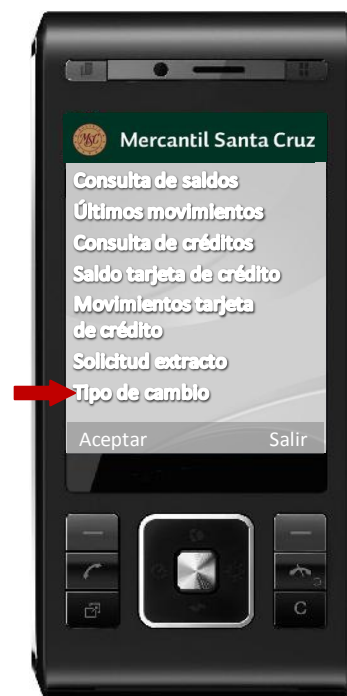 MSC Mercantil Santa Cruz
Consulta de saldos
Últimos movimientos
Consulta de créditos
Saldo tarjeta de crédito
Movimientos tarjeta
de crédito
Solicitud extracto
Tipo de cambio
Aceptar Salir
C